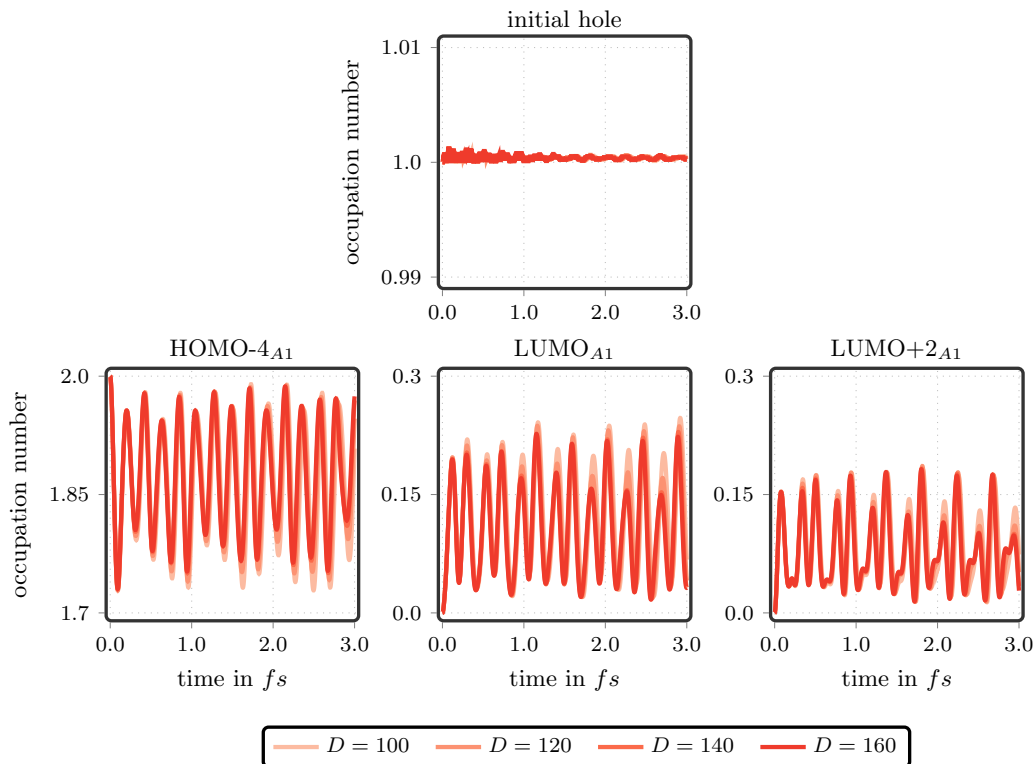 initial hole
occupation number
1.01
1.0
0.99
0.0 1.0 2.0 3.0
HOMO-4A1 LUMOA1 LUMO+2A1
occupation number
2.0
1.85
1.7
0.3
0.15
0.0
0.3
0.15
0.0
0.0 1.0 2.0 3.0
0.0 1.0 2.0 3.0
0.0 1.0 2.0 3.0
time in fs time in fs time in fs
D = 100 D = 120 D = 140 D = 160